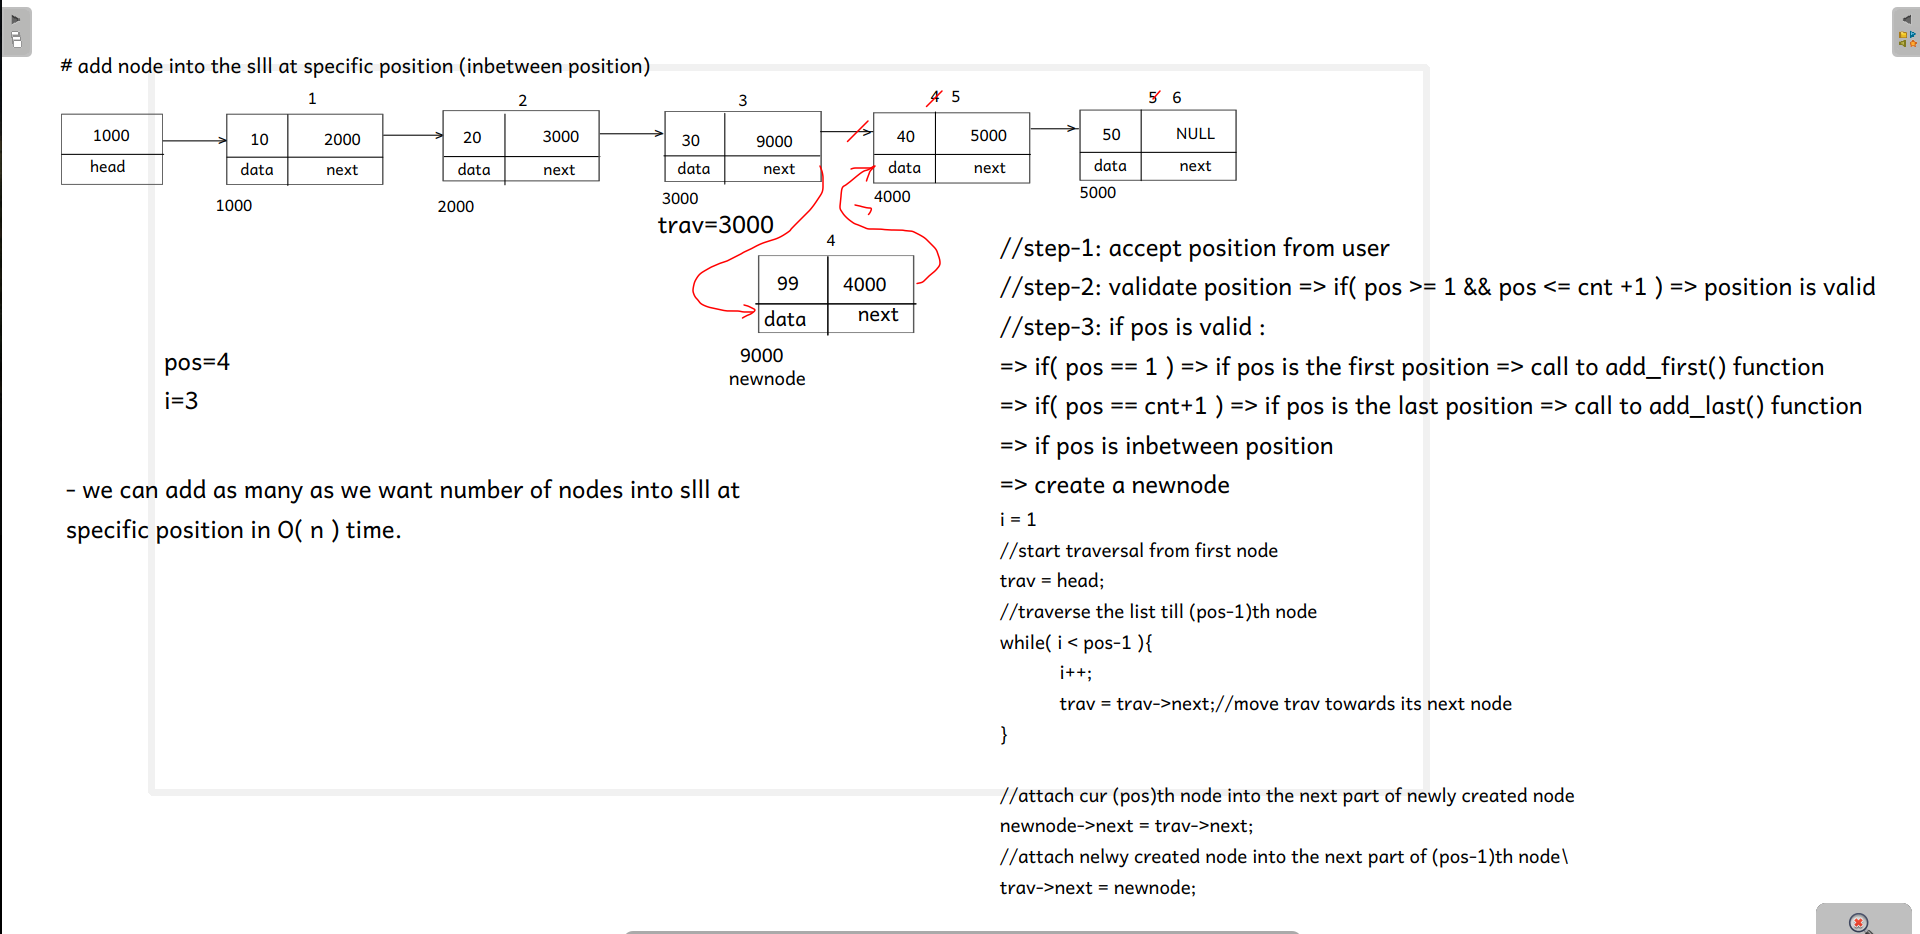 # add node into the slll at specific position (inbetween position)
1
2
3
4 5
5 6
1000
head
10 2000
data next
1000
20 3000
data next
2000
30 9000
data next
3000
trav=3000
40 5000
data next
4000
50 NULL
data next
5000
4
99 4000
data next
9000
newnode
pos=4
i=3
- we can add as many as we want number of nodes into slll at
specific position in O( n ) time.
//step-1: accept position from user
//step-2: validate position => if( pos >= 1 && pos <= cnt +1 ) => position is valid
//step-3: if pos is valid :
=> if( pos == 1 ) => if pos is the first position => call to add_first() function
=> if( pos == cnt+1 ) => if pos is the last position => call to add_last() function
=> if pos is inbetween position
=> create a newnode
i = 1
//start traversal from first node
trav = head;
//traverse the list till (pos-1)th node
while( i < pos-1 ){
i++;
trav = trav->next;//move trav towards its next node
}
//attach cur (pos)th node into the next part of newly created node
newnode->next = trav->next;
//attach nelwy created node into the next part of (pos-1)th node\
trav->next = newnode;